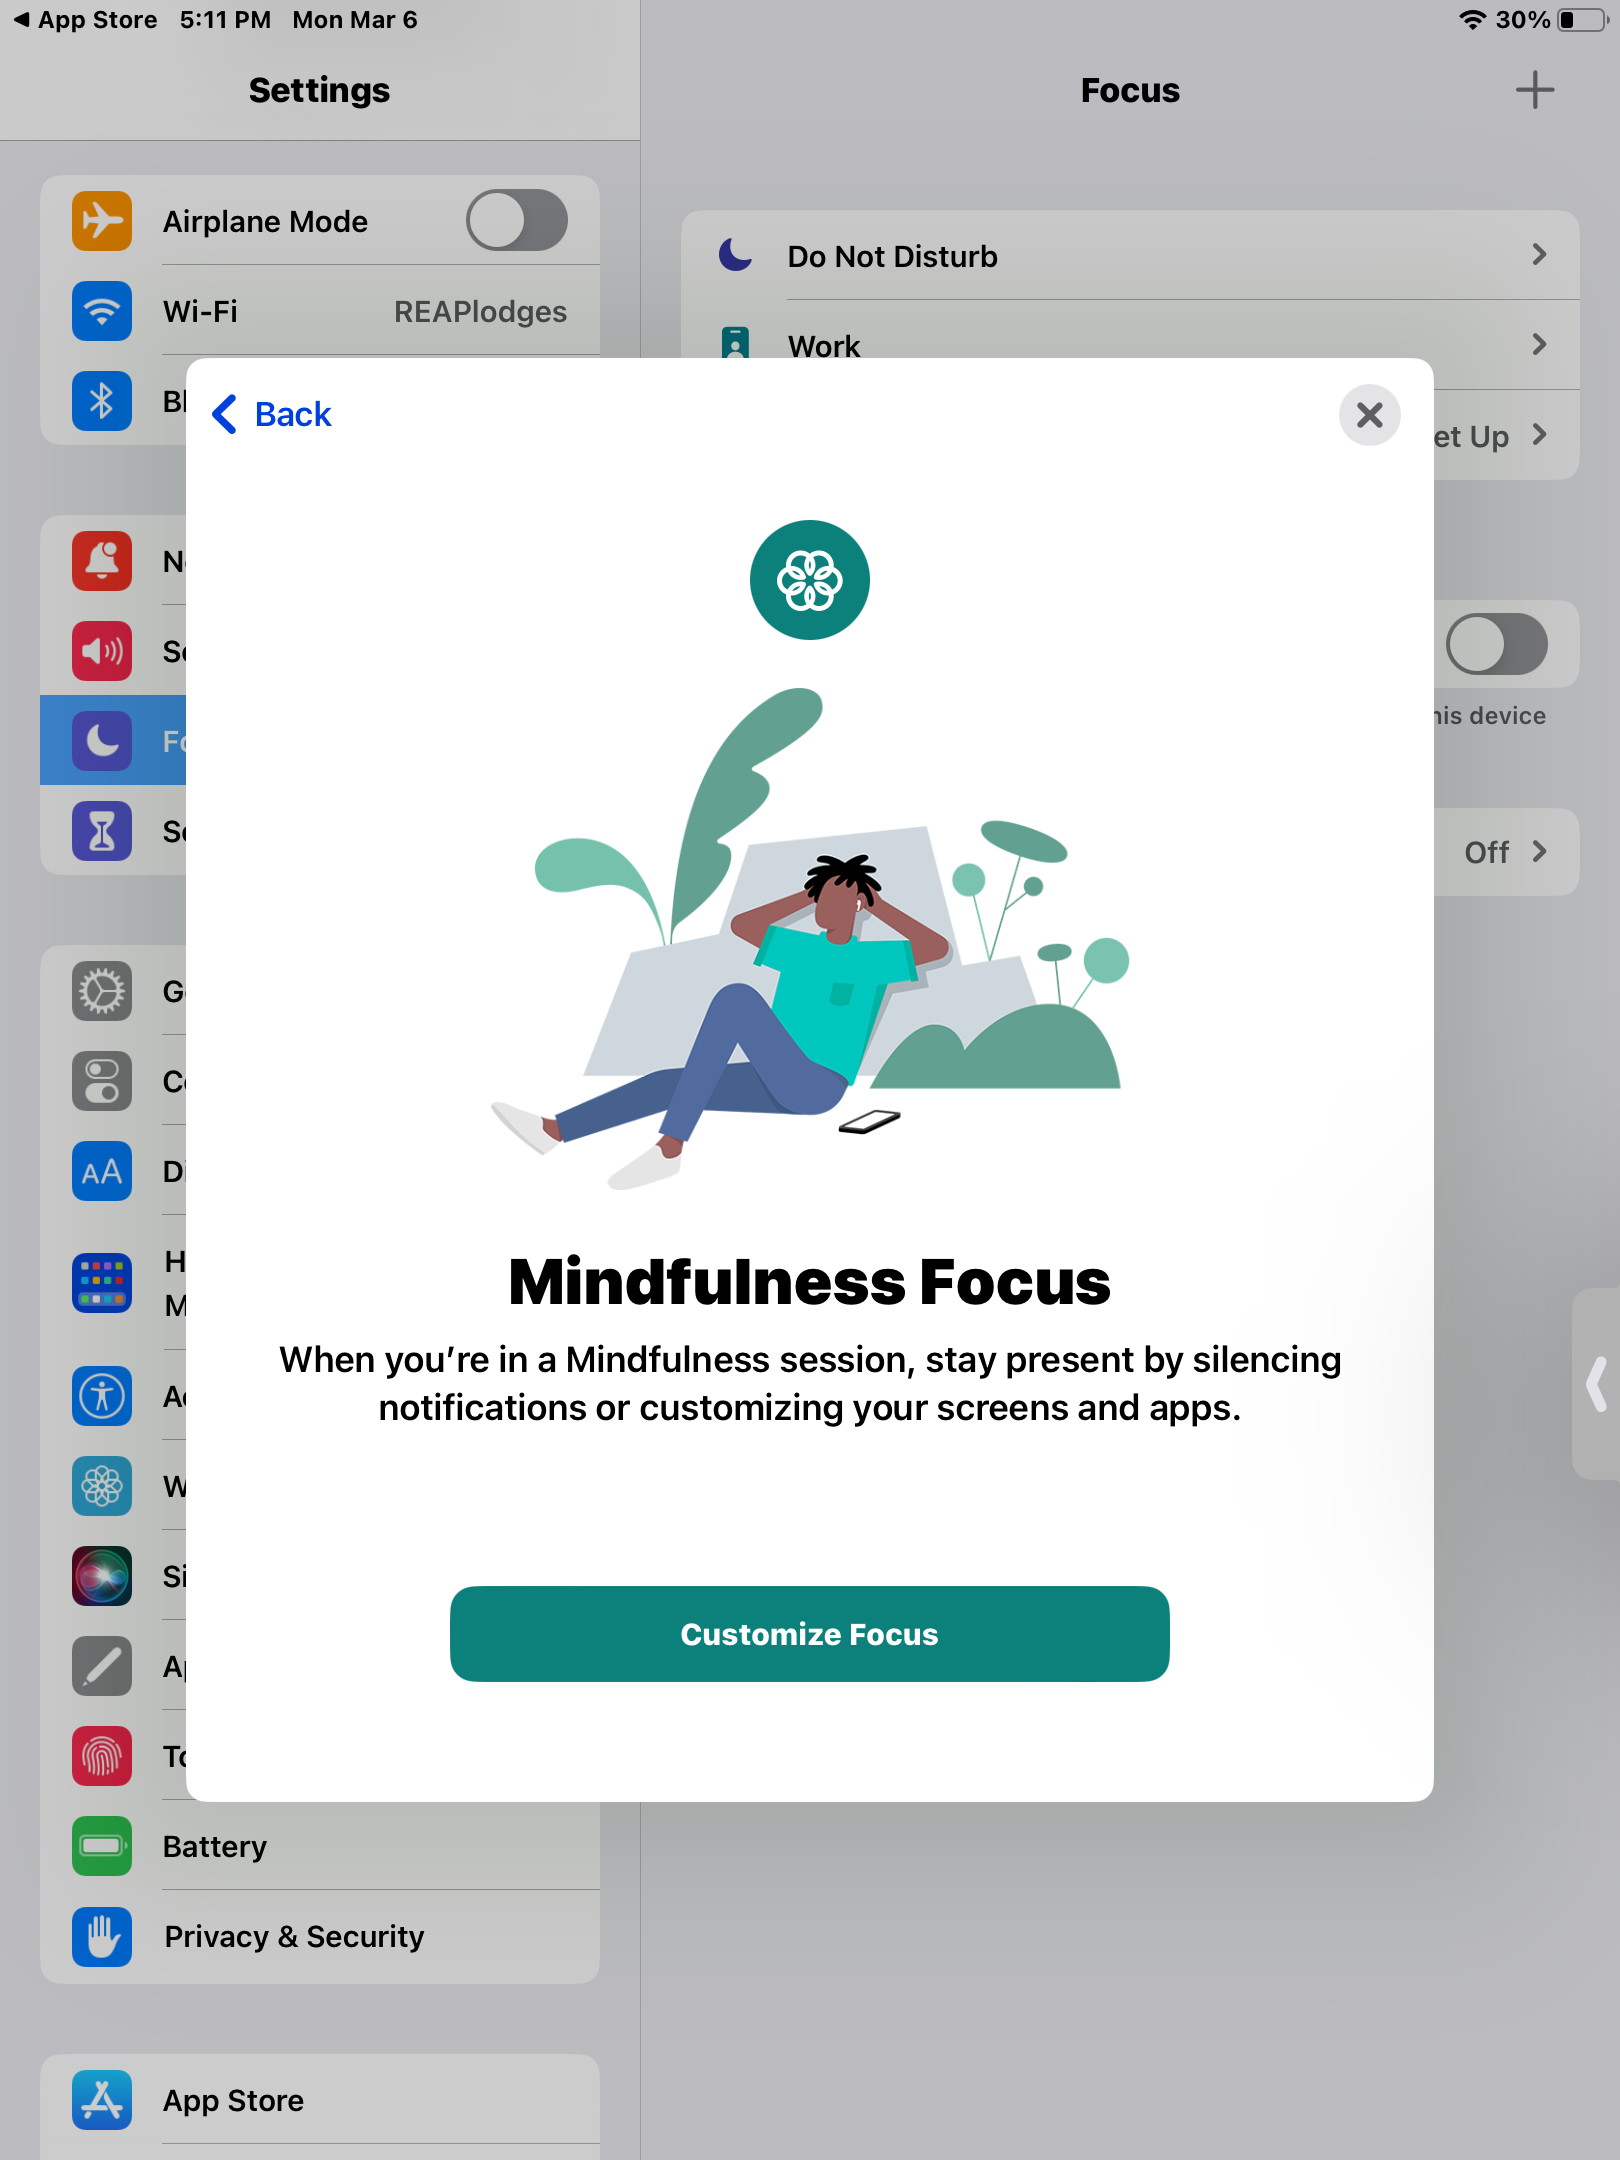 App Store 5:11 PM Mon Mar 6
30%
Settings
Focus
Airplane Mode
Wi-Fi REAPlodges
Do Not Disturb
Work
et Up
his device
Off
Back
Mindfulness Focus
When you’re in a Mindfulness session, stay present by silencing
notifications or customizing your screens and apps.
Customize Focus
AA
Battery
Privacy & Security
App Store